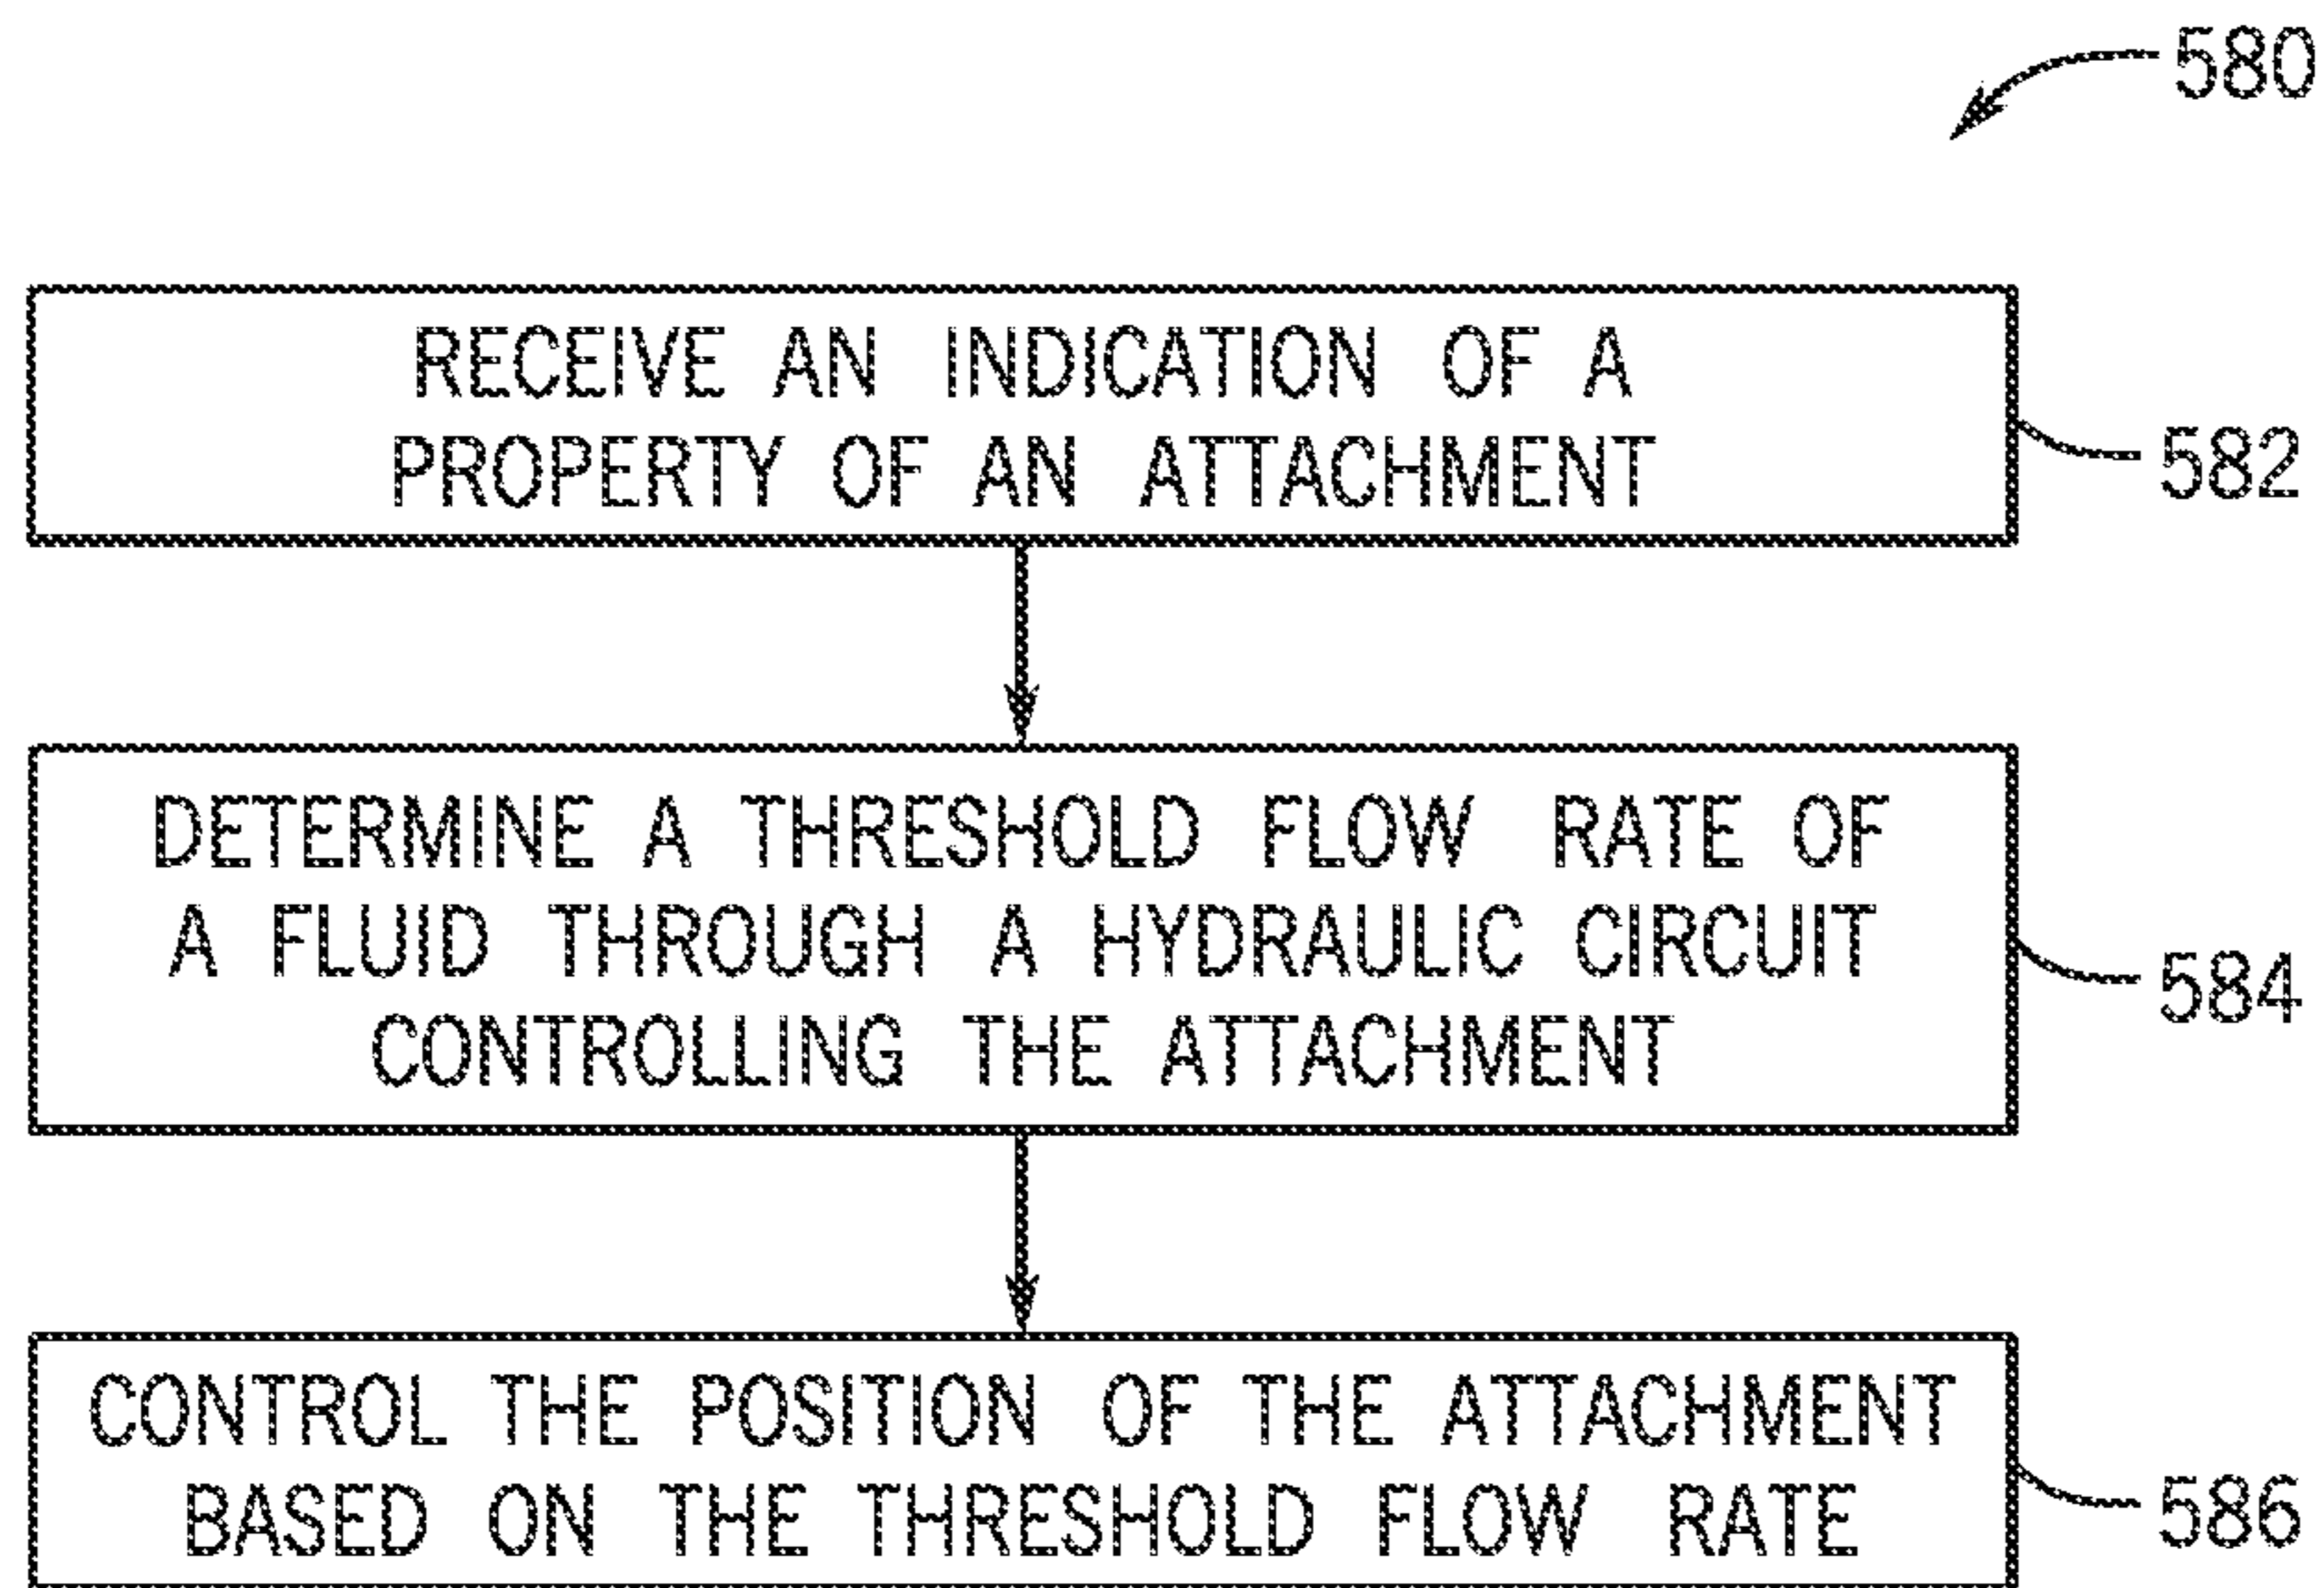 580
RECEIVE AN INDICATION OF A
PROPERTY OF AN ATTACHMENT
582
DETERMINE A THRESHOLD FLOW RATE OF
A FLUID THROUGH A HYDRAULIC CIRCUIT
CONTROLLING THE ATTACHMENT
584
CONTROL THE POSITION OF THE ATTACHMENT
BASED ON THE THRESHOLD FLOW RATE
586